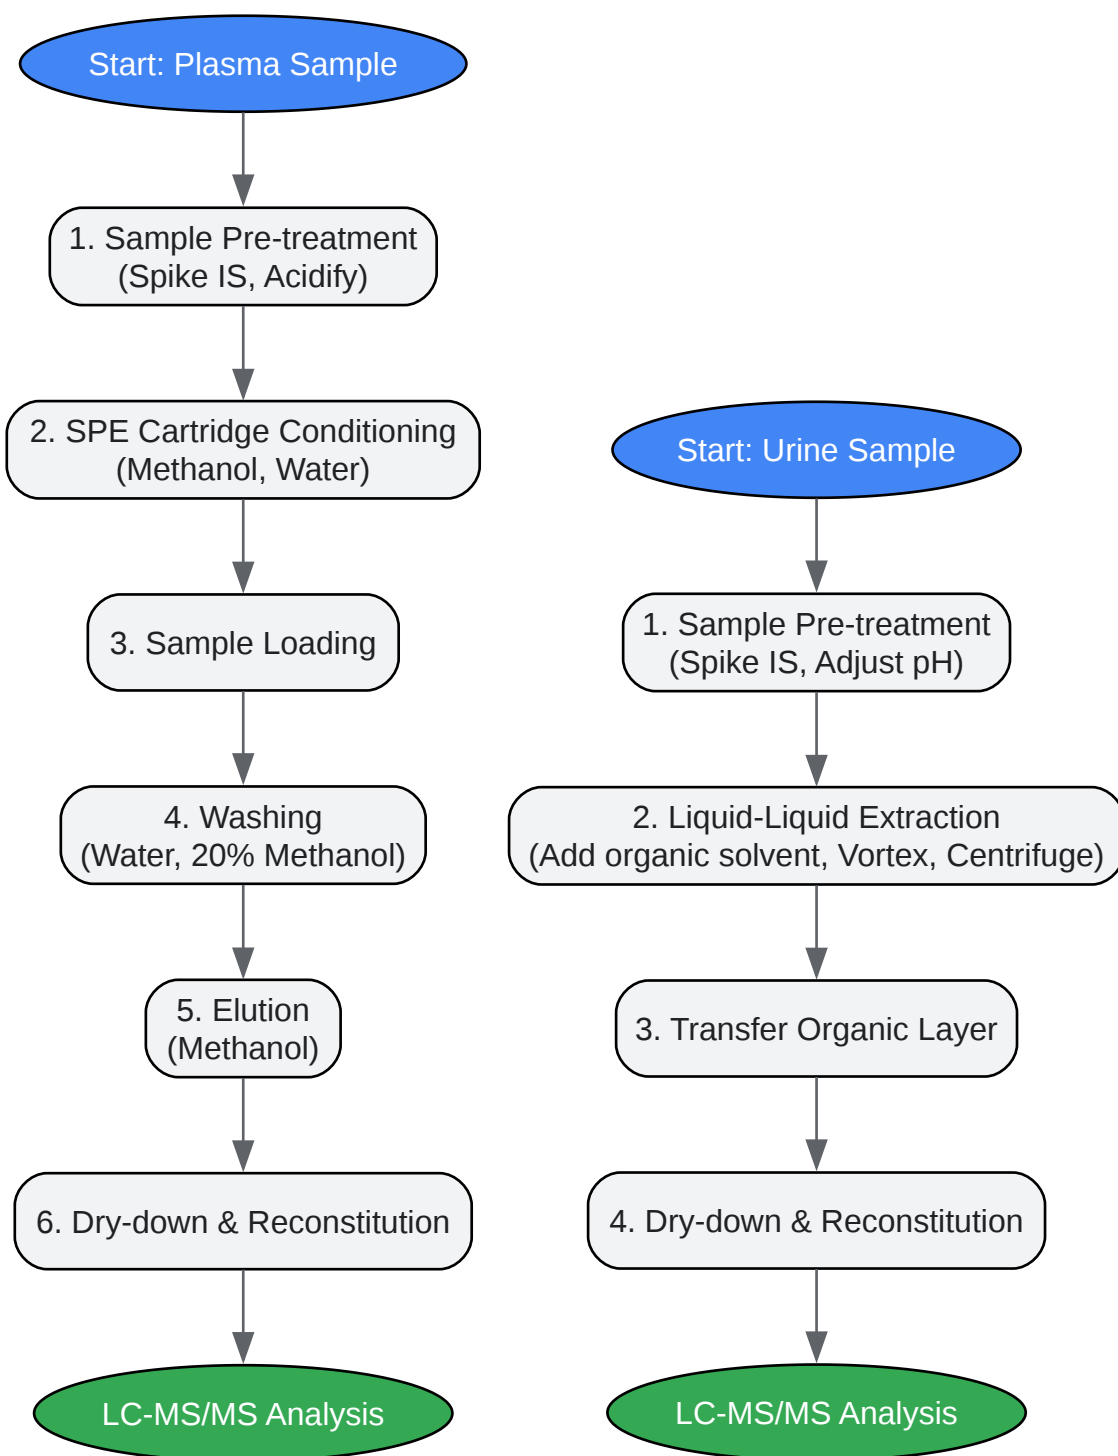 Start: Plasma Sample
1. Sample Pre-treatment
(Spike IS, Acidify)
2. SPE Cartridge Conditioning
(Methanol, Water)
3. Sample Loading
4. Washing
(Water, 20% Methanol)
5. Elution
(Methanol)
6. Dry-down & Reconstitution
LC-MS/MS Analysis
Start: Urine Sample
1. Sample Pre-treatment
(Spike IS, Adjust pH)
2. Liquid-Liquid Extraction
(Add organic solvent, Vortex, Centrifuge)
3. Transfer Organic Layer
4. Dry-down & Reconstitution
LC-MS/MS Analysis